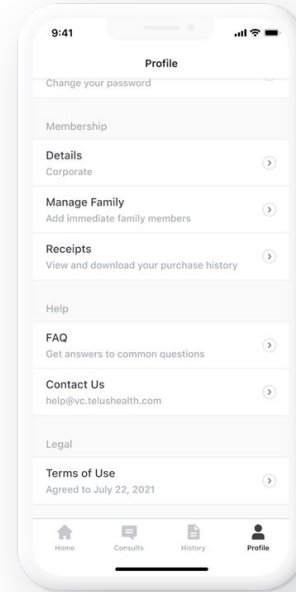 9:41
Profile
Change your password
Membership
Details
Corporate
Manage Family
Add immediate family members
Receipts
View and download your purchase history
Help
FAQ
Get answers to common questions
Contact Us
help@vc.telushealth.com
Legal
Terms of Use
Agreed to July 22, 2021
Home Consults History Profile